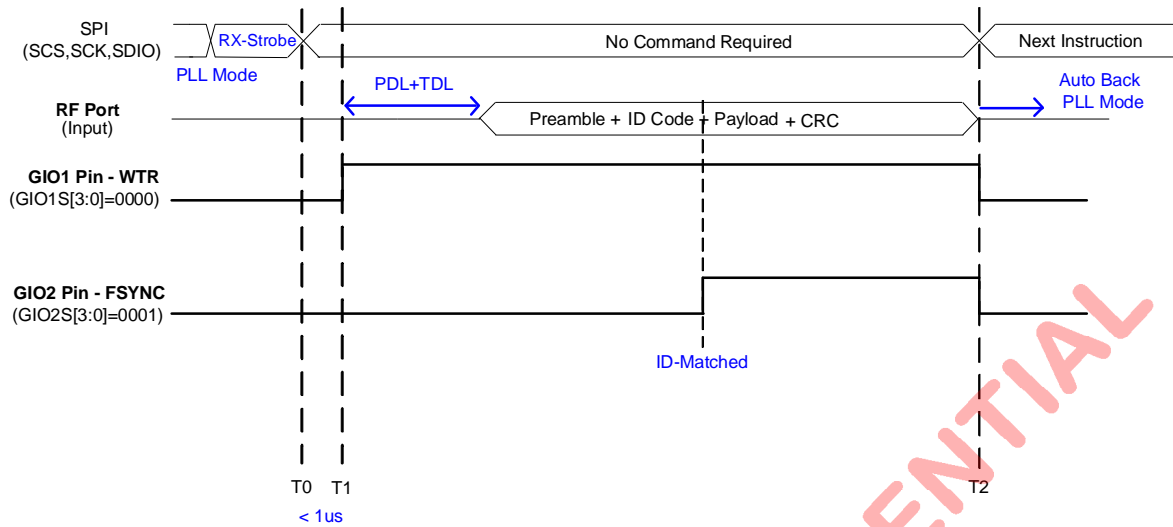 SPI
(SCS,SCK,SDIO)
RX-Strobe
No Command Required
Next Instruction
PLL Mode
PDL+TDL
Auto Back
PLL Mode
RF Port
(Input)
Preamble + ID Code + Payload + CRC
GIO1 Pin - WTR
(GIO1S[3:0]=0000)
GIO2 Pin - FSYNC
(GIO2S[3:0]=0001)
ID-Matched
T0
T1
T2
< 1us
ENTIAL